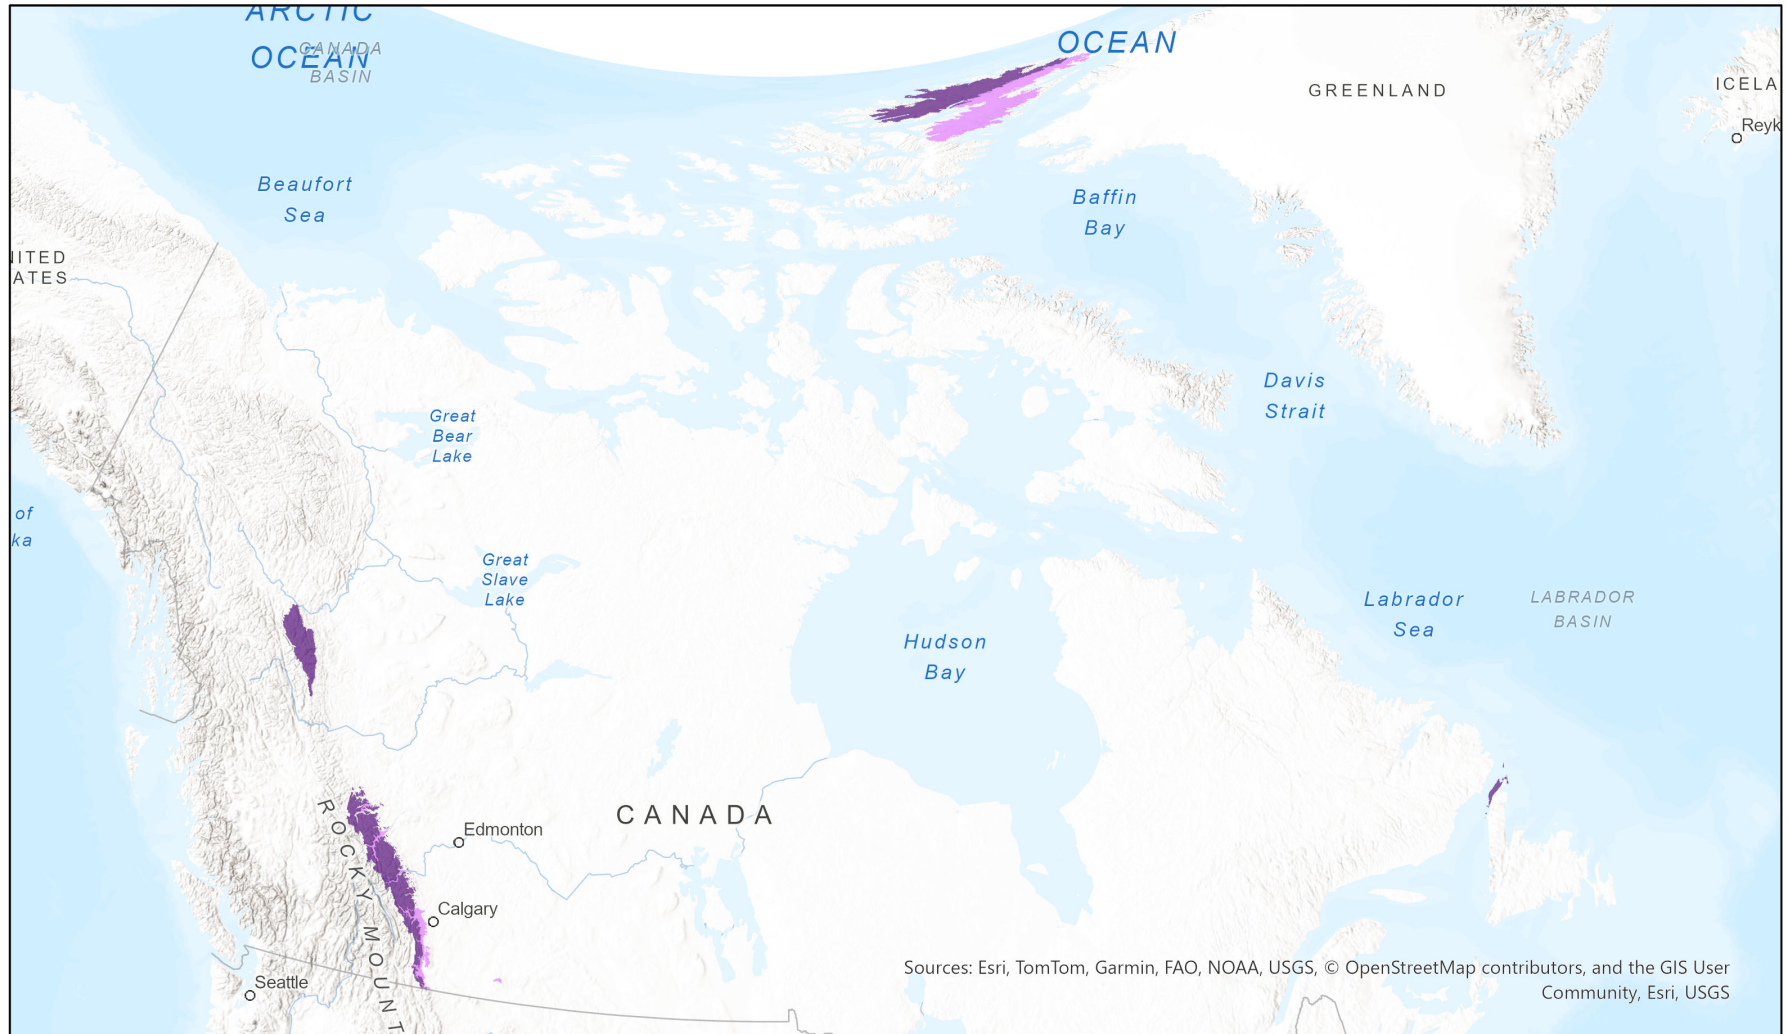 ARCTIC
OCEAN
CANADA
BASIN
OCEAN
GREENLAND
ICELA
Reyk
Beaufort
Sea
Baffin
Bay
NITED
ATES
Davis
Strait
Great
Bear
Lake
of
ka
Great
Slave
Lake
Labrador
Sea
LABRADOR
BASIN
Hudson
Bay
CANADA
ROCKY MOUNT
Edmonton
Calgary
Seattle
Sources: Esri, TomTom, Garmin, FAO, NOAA, USGS, © OpenStreetMap contributors, and the GIS User
Community, Esri, USGS